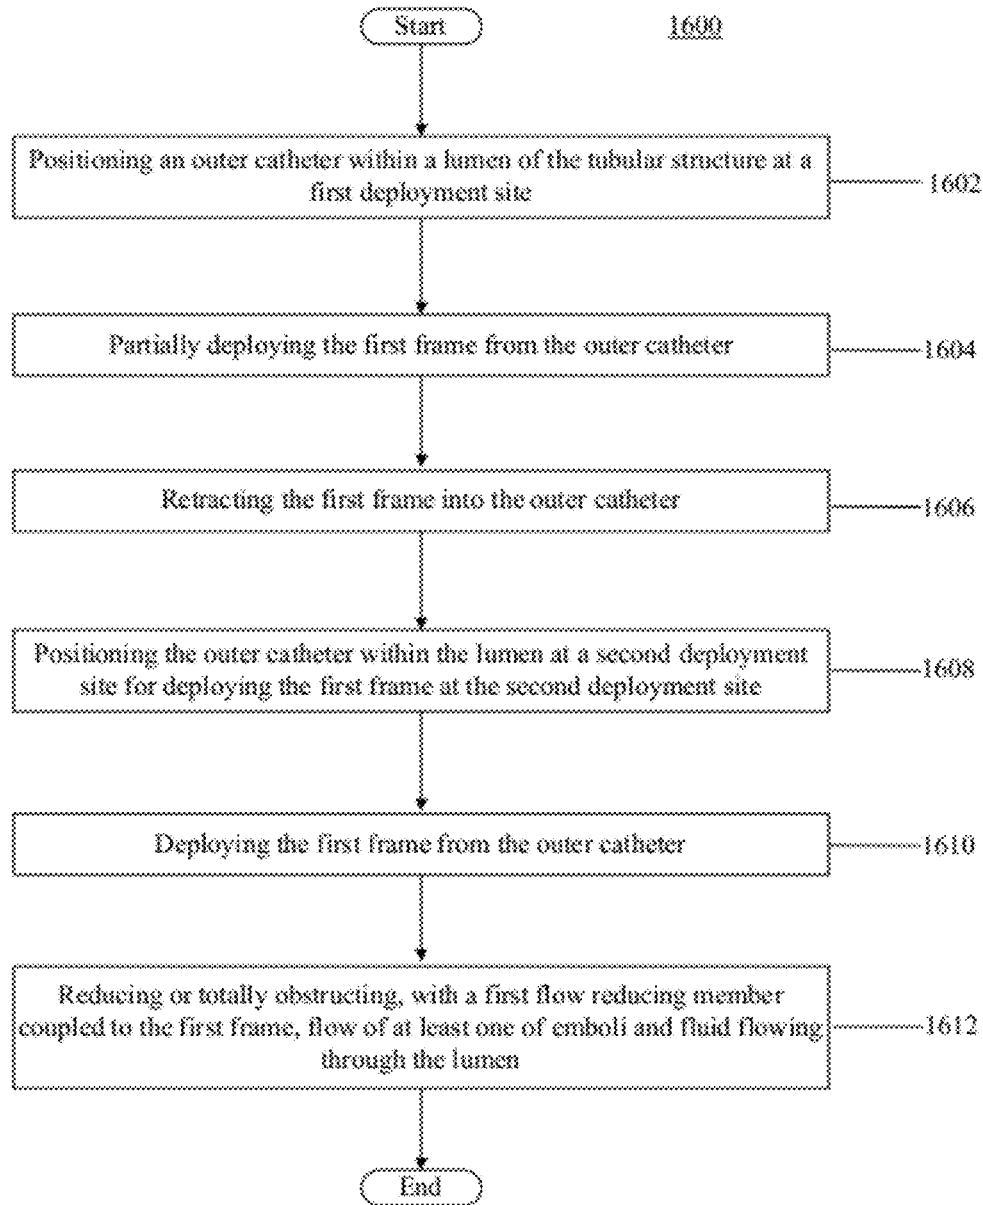 Start
1600
Positioning an outer catheter within a lumen of the tubular structure at a
first deployment site
1602
Partially deploying the first frame from the outer catheter
1604
Retracting the first frame into the outer catheter
1606
Positioning the outer catheter within the lumen at a second deployment
site for deploying the first frame at the second deployment site
1608
Deploying the first frame from the outer catheter
1610
Reducing or totally obstructing, with a first flow reducing member
coupled to the first frame, flow of at least one of emboli and fluid flowing
through the lumen
1612
End